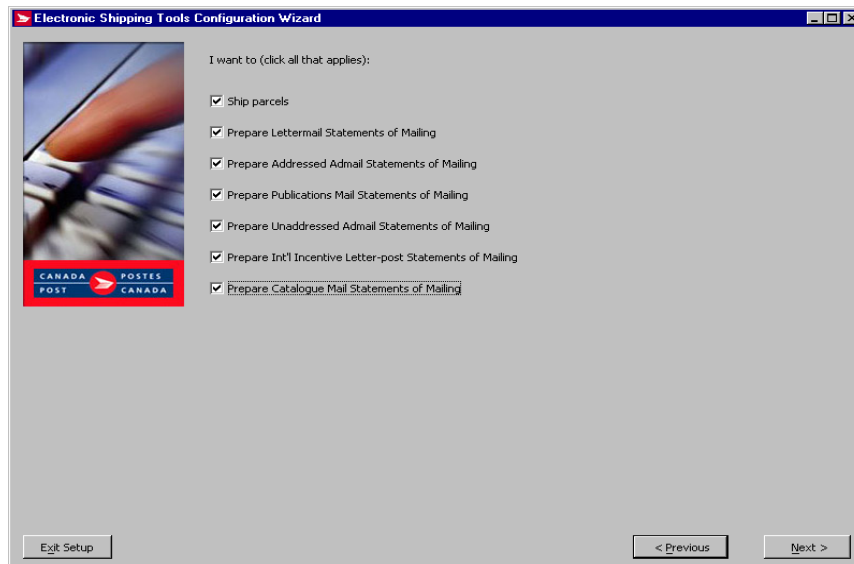 Electronic Shipping Tools Configuration Wizard
I want to (click all that applies):
Ship parcels
Prepare Lettermail Statements of Mailing
Prepare Addressed Admail Statements of Mailing
Prepare Publications Mail Statements of Mailing
Prepare Unaddressed Admail Statements of Mailing
Prepare Int'l Incentive Letter-post Statements of Mailing
Prepare Catalogue Mail Statements of Mailing
CANADA POSTES
POST CANADA
Exit Setup
< Previous
Next >